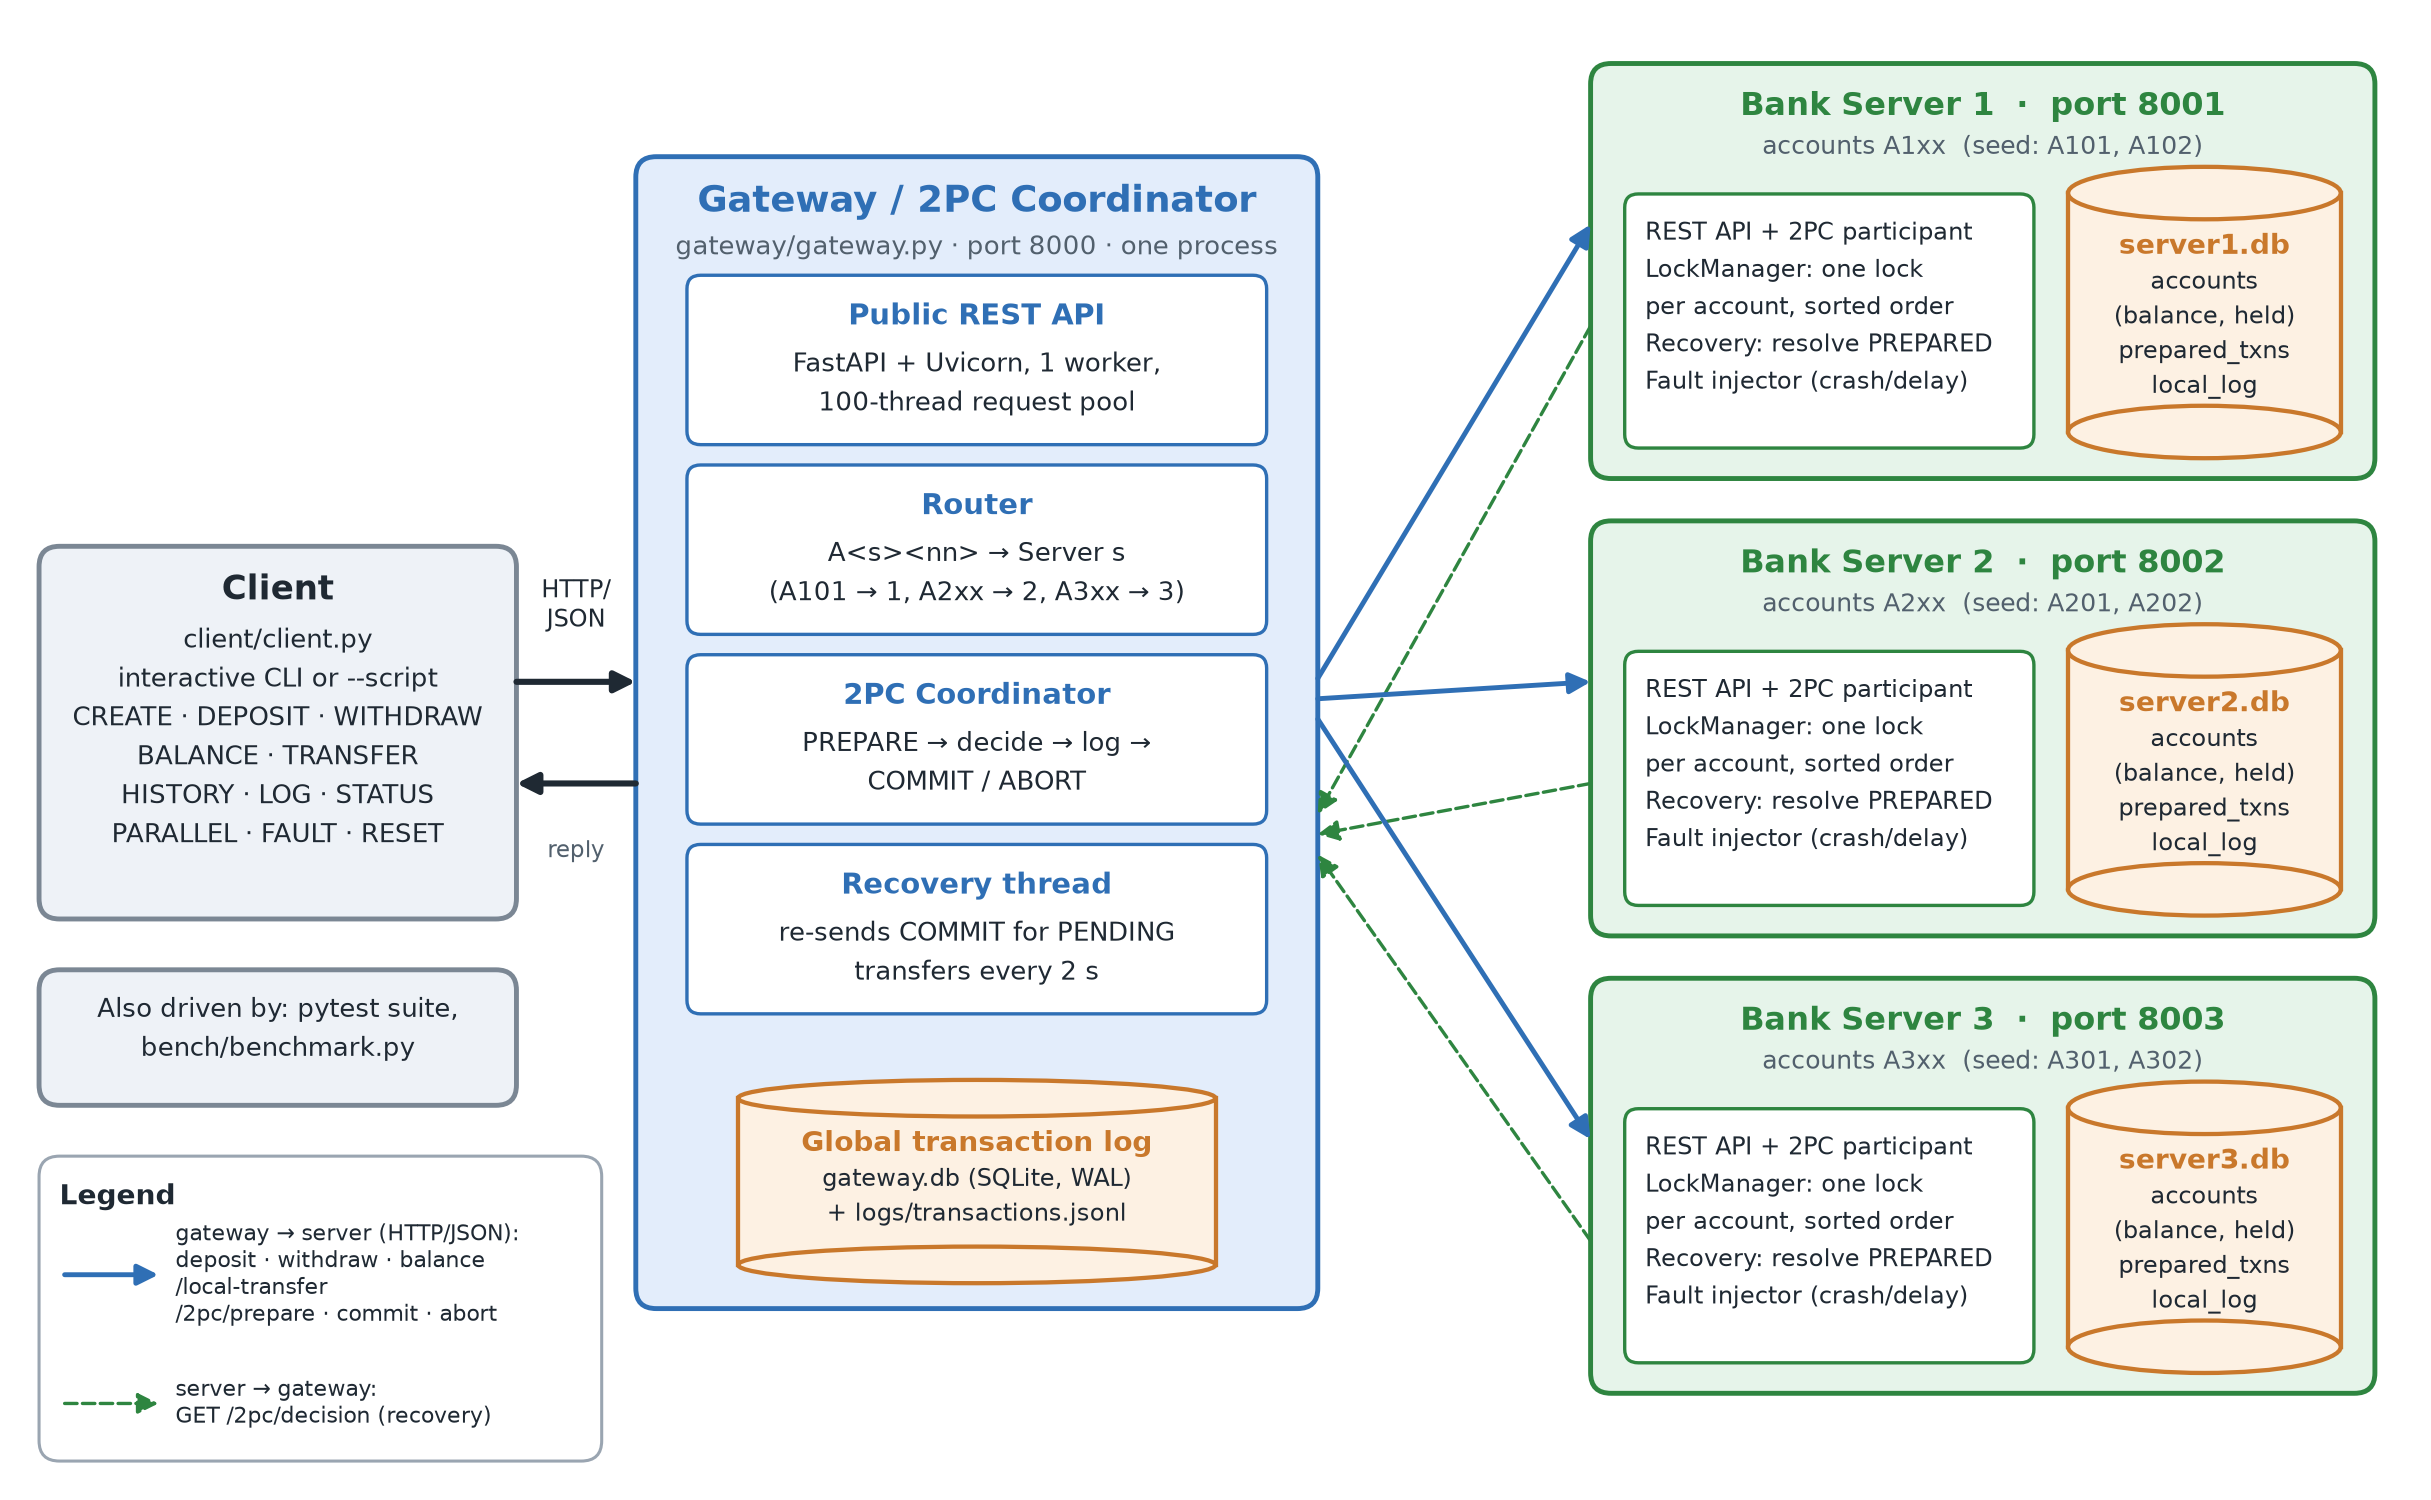 Client
client/client.py
interactive CLI or --script
CREATE · DEPOSIT · WITHDRAW
BALANCE · TRANSFER
HISTORY · LOG · STATUS
PARALLEL · FAULT · RESET
Also driven by: pytest suite,
bench/benchmark.py
HTTP/
JSON
reply
Legend
gateway → server (HTTP/JSON):
deposit · withdraw · balance
/local-transfer
/2pc/prepare · commit · abort
server → gateway:
GET /2pc/decision (recovery)
Gateway / 2PC Coordinator
gateway/gateway.py · port 8000 · one process
Public REST API
FastAPI + Uvicorn, 1 worker,
100-thread request pool
Router
A<s><nn> → Server s
(A101 → 1, A2xx → 2, A3xx → 3)
2PC Coordinator
PREPARE → decide → log →
COMMIT / ABORT
Recovery thread
re-sends COMMIT for PENDING
transfers every 2 s
Global transaction log
gateway.db (SQLite, WAL)
+ logs/transactions.jsonl
Bank Server 1 · port 8001
accounts A1xx (seed: A101, A102)
REST API + 2PC participant
LockManager: one lock
per account, sorted order
Recovery: resolve PREPARED
Fault injector (crash/delay)
server1.db
accounts
(balance, held)
prepared_txns
local_log
Bank Server 2 · port 8002
accounts A2xx (seed: A201, A202)
REST API + 2PC participant
LockManager: one lock
per account, sorted order
Recovery: resolve PREPARED
Fault injector (crash/delay)
server2.db
accounts
(balance, held)
prepared_txns
local_log
Bank Server 3 · port 8003
accounts A3xx (seed: A301, A302)
REST API + 2PC participant
LockManager: one lock
per account, sorted order
Recovery: resolve PREPARED
Fault injector (crash/delay)
server3.db
accounts
(balance, held)
prepared_txns
local_log